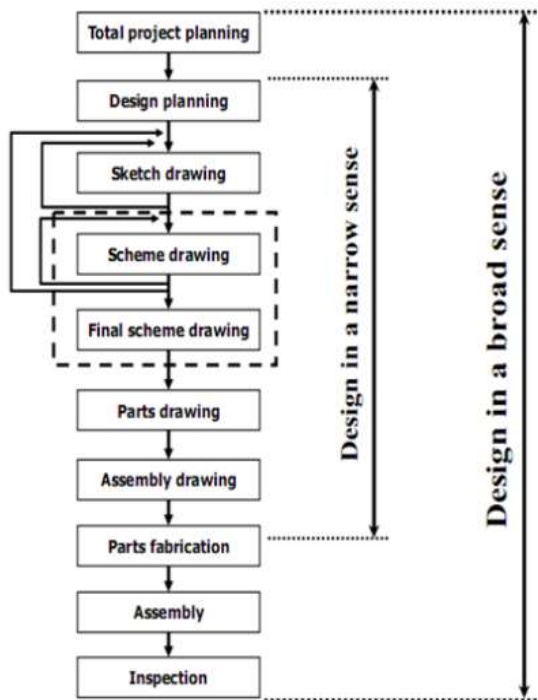 Total project planning
Design planning
Sketch drawing
Scheme drawing
Final scheme drawing
Parts drawing
Assembly drawing
Parts fabrication
Assembly
Inspection
Design in a narrow sense
Design in a broad sense